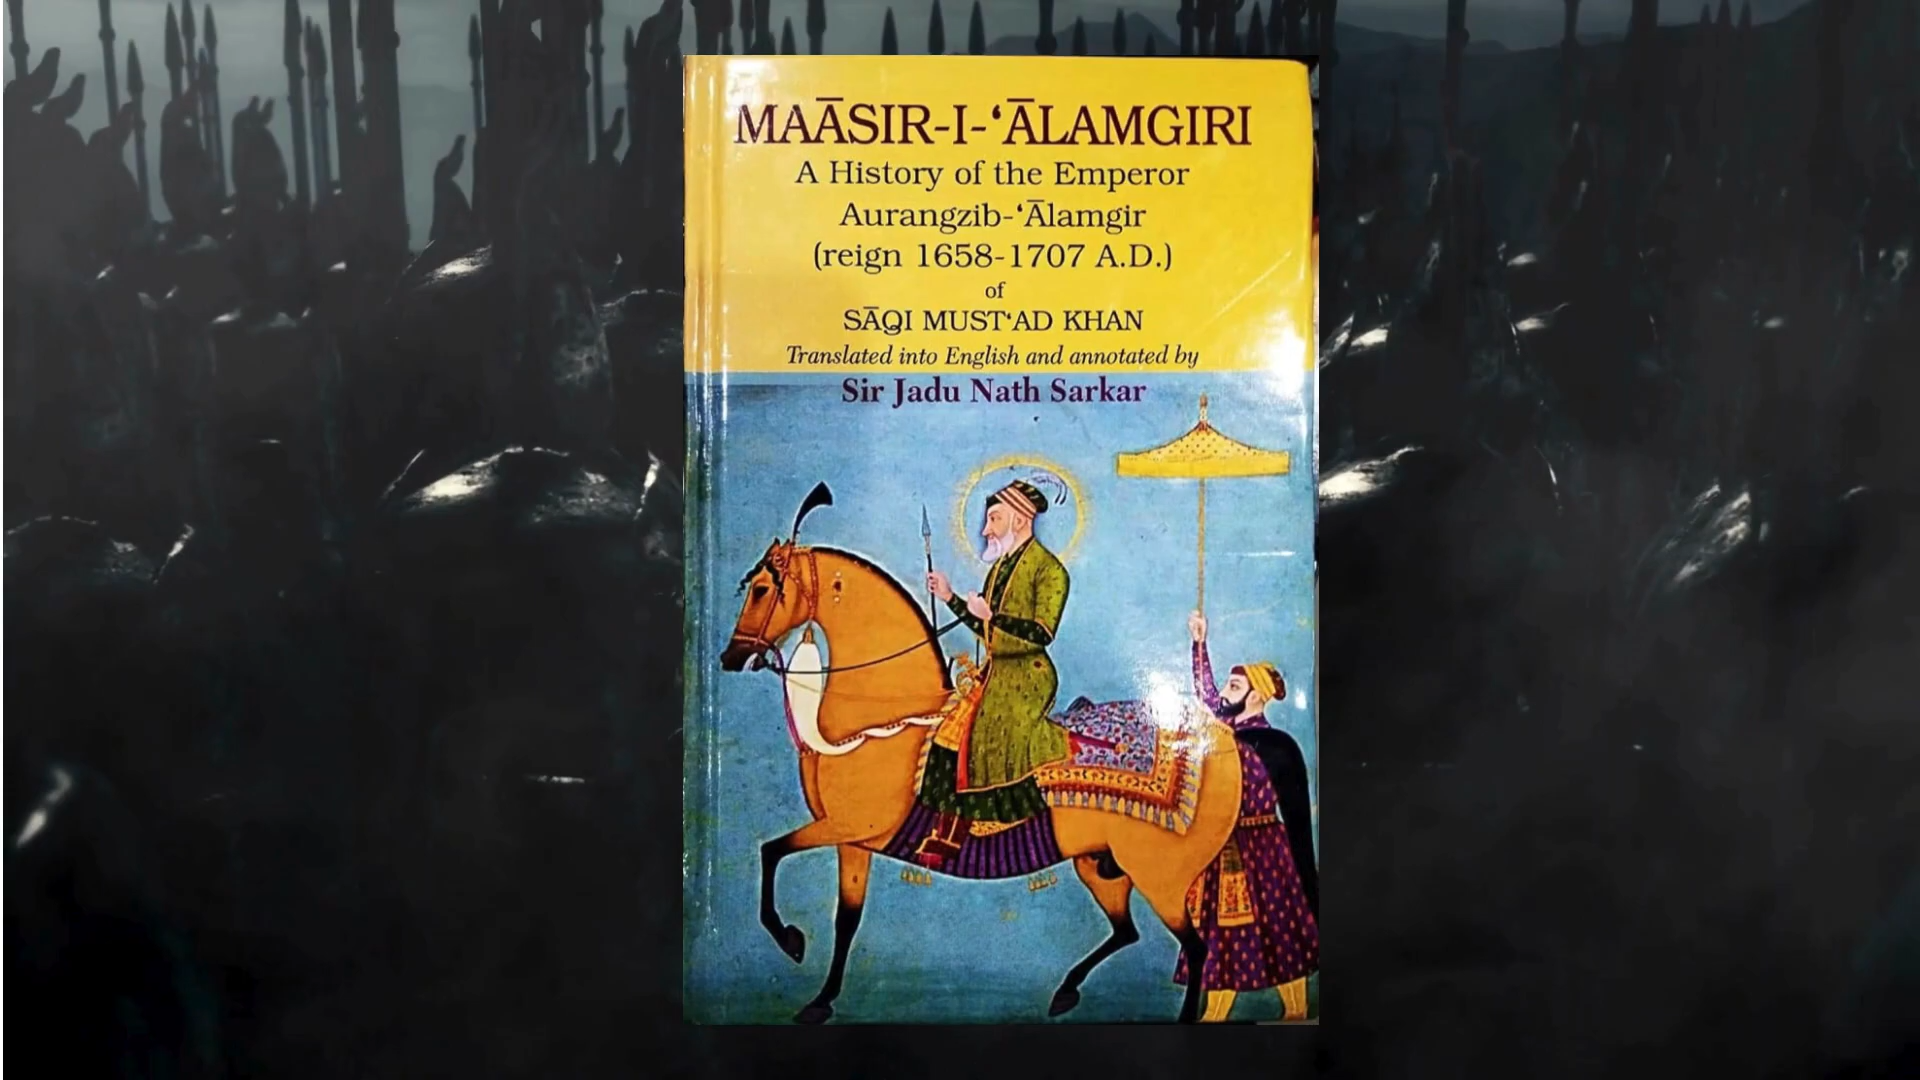 MAĀSIR-I-‘ĀLAMGIRI
A History of the Emperor
Aurangzib-‘Ālamgir
(reign 1658-1707 A.D.)
of
SĀQI MUST‘AD KHAN
Translated into English and annotated by
Sir Jadu Nath Sarkar